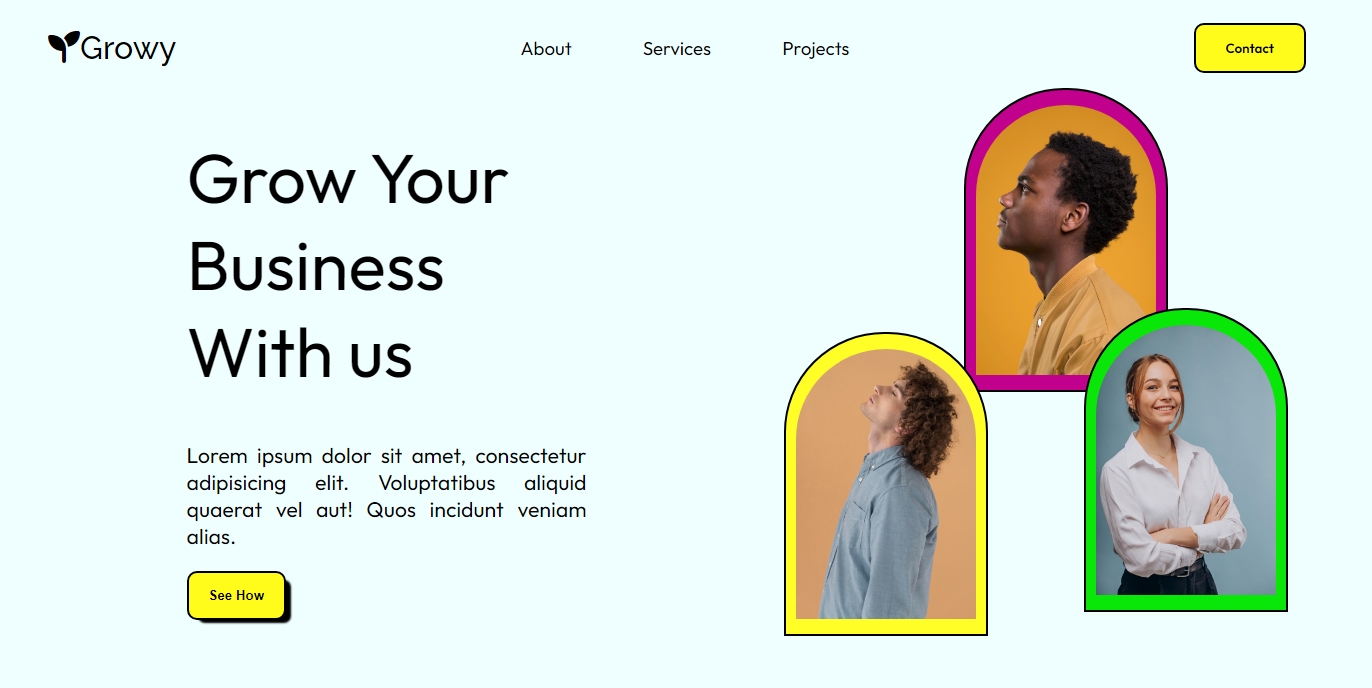 Growy
About
Services
Projects
Contact
Grow Your
Business
With us
Lorem ipsum dolor sit amet, consectetur
adipisicing elit. Voluptatibus aliquid
quaerat vel aut! Quos incidunt veniam
alias.
See How